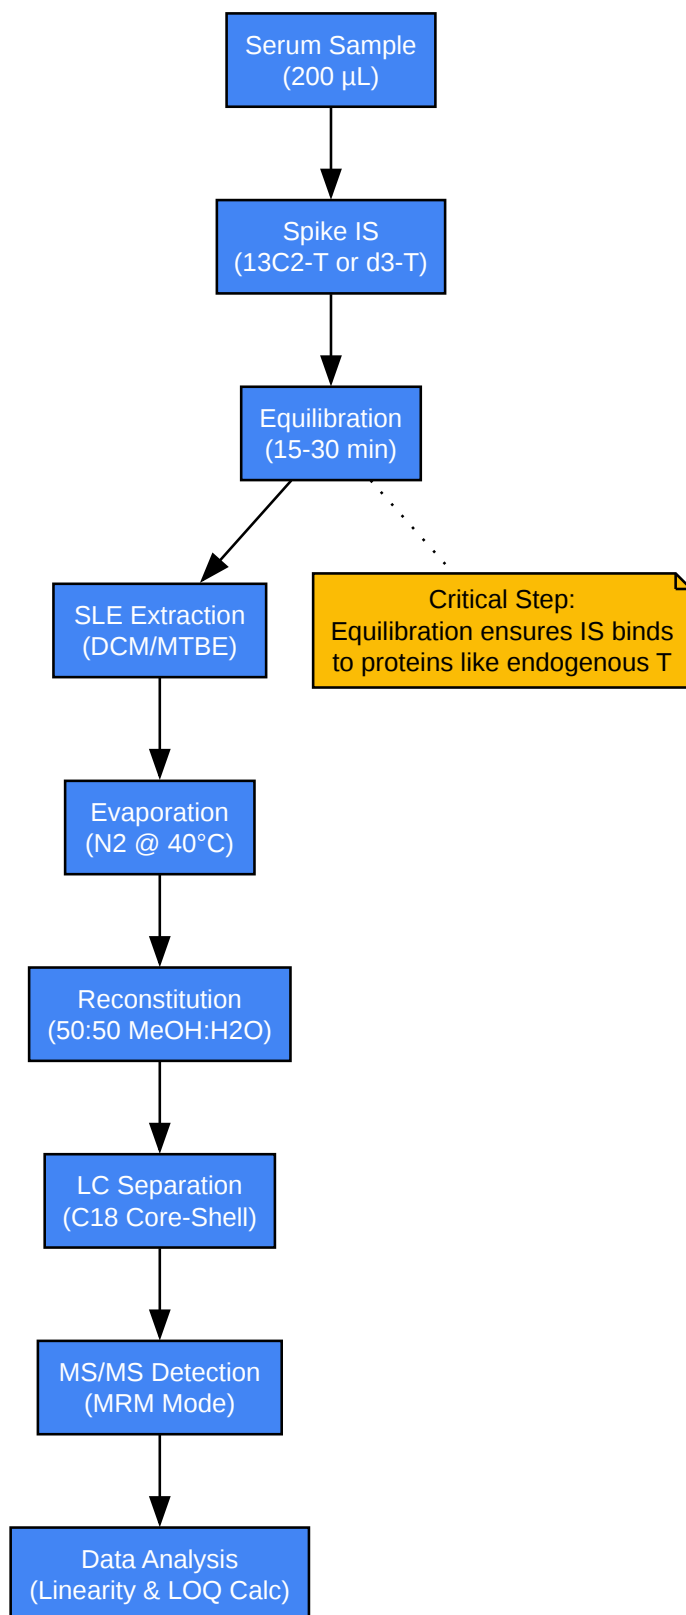 Serum Sample
(200 µL)
Spike IS
(13C2-T or d3-T)
Equilibration
(15-30 min)
SLE Extraction
(DCM/MTBE)
Critical Step:
Equilibration ensures IS binds
to proteins like endogenous T
Evaporation
(N2 @ 40°C)
Reconstitution
(50:50 MeOH:H2O)
LC Separation
(C18 Core-Shell)
MS/MS Detection
(MRM Mode)
Data Analysis
(Linearity & LOQ Calc)